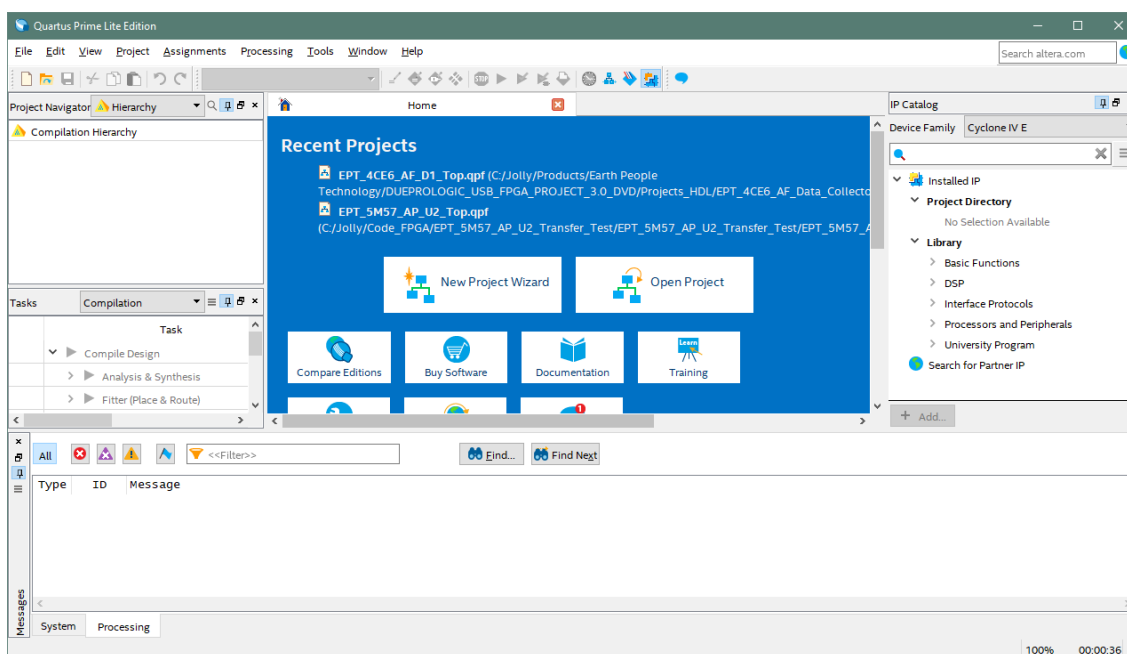 Quartus Prime Lite Edition
File Edit View Project Assignments Processing Tools Window Help
Search altera.com
Project Navigator Hierarchy
Compilation Hierarchy
Home
Recent Projects
EPT_4CE6_AF_D1_Top.qpf (C:/Jolly/Products/Earth People
Technology/DUEPROLOGIC_USB_FPGA_PROJECT_3.0_DVD/Projects_HDL/EPT_4CE6_AF_Data_Collecto
EPT_5M57_AP_U2_Top.qpf
(C:/Jolly/Code_FPGA/EPT_5M57_AP_U2_Transfer_Test/EPT_5M57_AP_U2_Transfer_Test/EPT_5M57_A
New Project Wizard
Open Project
Compare Editions
Buy Software
Documentation
Learn
Training
1
IP Catalog
Device Family Cyclone IV E
Installed IP
Project Directory
No Selection Available
Library
Basic Functions
DSP
Interface Protocols
Processors and Peripherals
University Program
Search for Partner IP
+ Add...
Tasks Compilation
Task
Compile Design
Analysis & Synthesis
Fitter (Place & Route)
All
<<Filter>>
Find...
Find Next
Type ID Message
Messages
System Processing
100% 00:00:36